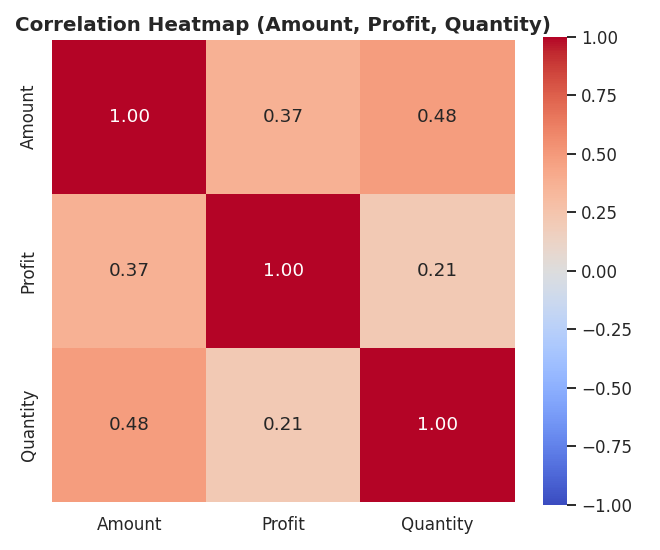 Correlation Heatmap (Amount, Profit, Quantity)
Amount
1.00 0.37 0.48
Profit
0.37 1.00 0.21
Quantity
0.48 0.21 1.00
Amount Profit Quantity
1.00
0.75
0.50
0.25
0.00
−0.25
−0.50
−0.75
−1.00